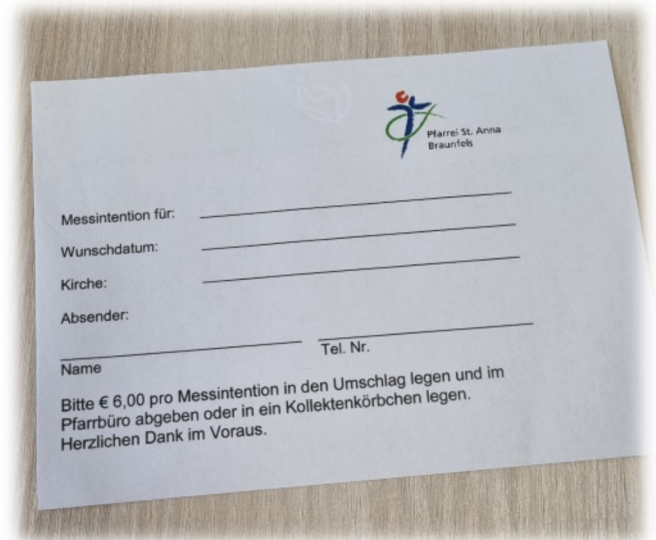 Pfarrei St. Anna
Braunfels
Messintention für:
Wunschdatum:
Kirche:
Absender:
Name
Tel. Nr.
Bitte € 6,00 pro Messintention in den Umschlag legen und im
Pfarrbüro abgeben oder in ein Kollektenkörbchen legen.
Herzlichen Dank im Voraus.